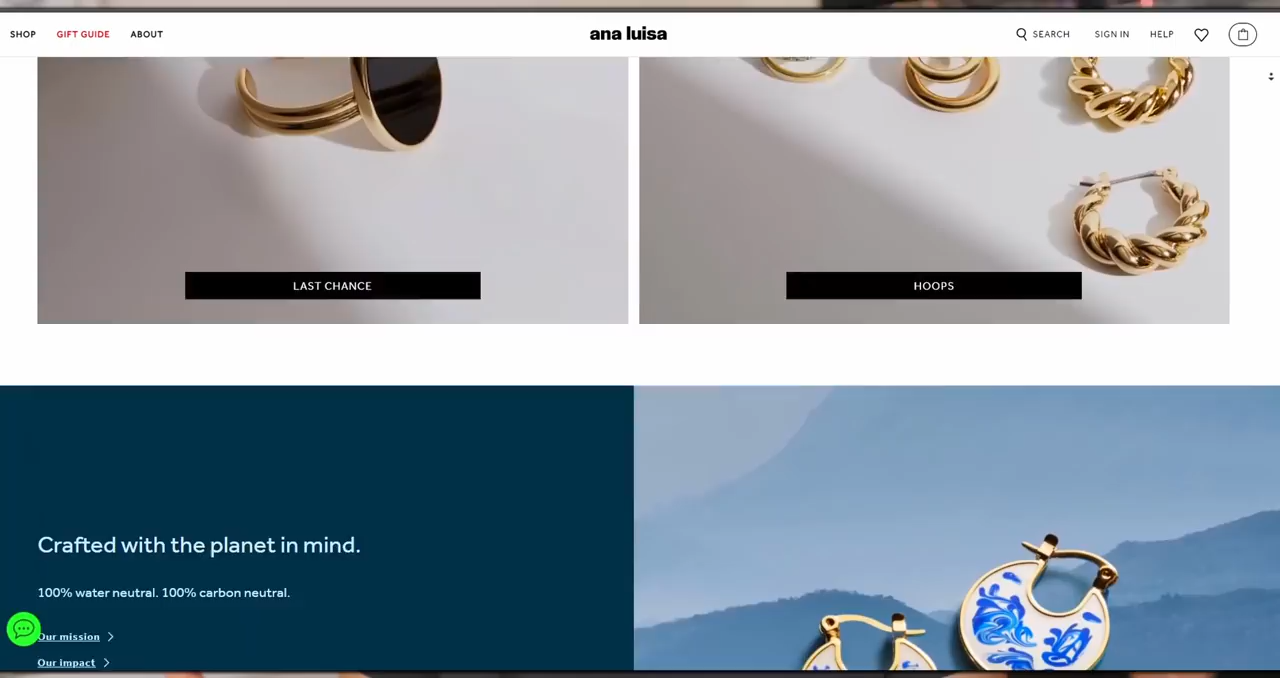 SHOP GIFT GUIDE ABOUT ana luisa SEARCH SIGN IN HELP
LAST CHANCE HOOPS
Crafted with the planet in mind.
100% water neutral. 100% carbon neutral.
Our mission
Our impact